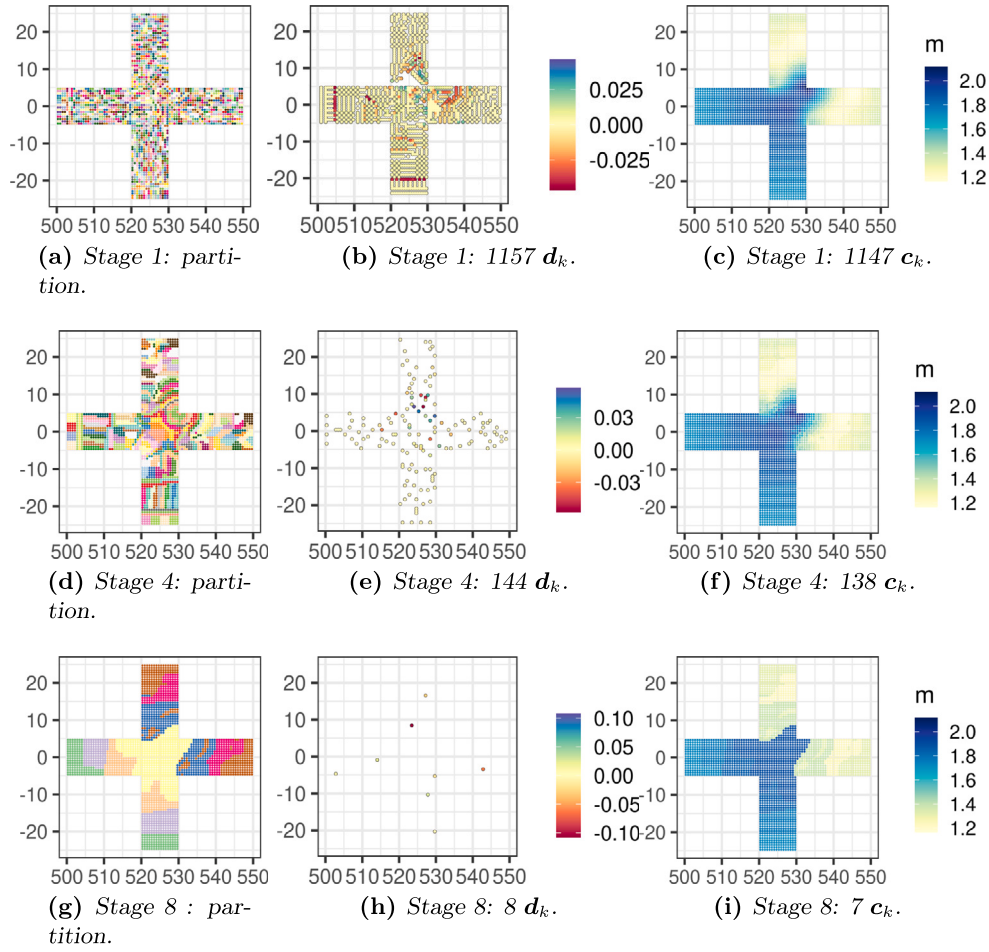 20
10
0
-10
-20
500 510 520 530 540 550
(a) Stage 1: parti-
tion.
20
10
0
-10
-20
500 510520530540 550
0.025
0.000
-0.025
(b) Stage 1: 1157 dₖ.
20
10
0
-10
-20
500 510 520 530 540 550
m
2.0
1.8
1.6
1.4
1.2
(c) Stage 1: 1147 cₖ.
20
10
0
-10
-20
500 510 520 530 540 550
(d) Stage 4: parti-
tion.
20
10
0
-10
-20
500 510 520 530 540 550
0.03
0.00
-0.03
(e) Stage 4: 144 dₖ.
20
10
0
-10
-20
500 510 520 530 540 550
m
2.0
1.8
1.6
1.4
1.2
(f) Stage 4: 138 cₖ.
20
10
0
-10
-20
500 510 520 530 540 550
(g) Stage 8 : par-
tition.
20
10
0
-10
-20
500 510 520 530 540 550
0.10
0.05
0.00
-0.05
-0.10
(h) Stage 8: 8 dₖ.
20
10
0
-10
-20
500 510 520 530 540 550
m
2.0
1.8
1.6
1.4
1.2
(i) Stage 8: 7 cₖ.